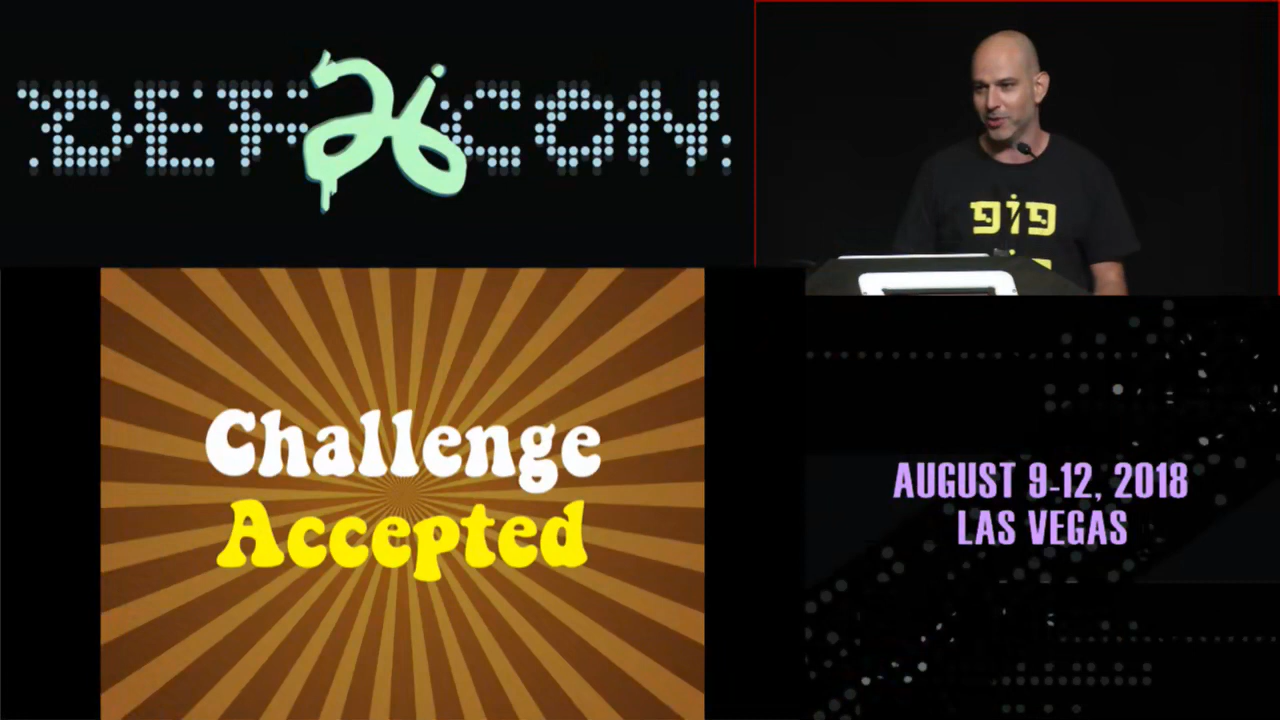 DEF 26 CON
Challenge
Accepted
AUGUST 9-12, 2018
LAS VEGAS